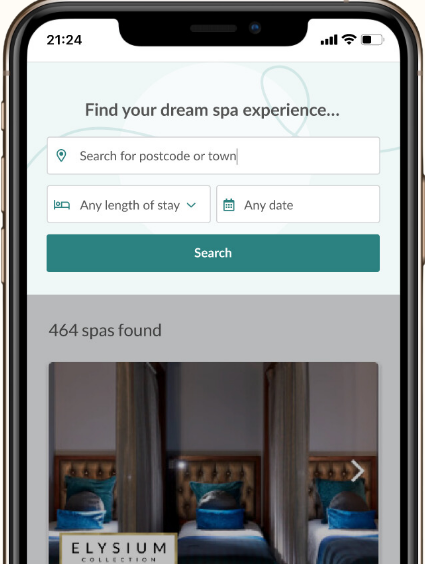 21:24
Find your dream spa experience...
Search for postcode or town
Any length of stay
Any date
Search
464 spas found
ELYSIUM
COLLECTION